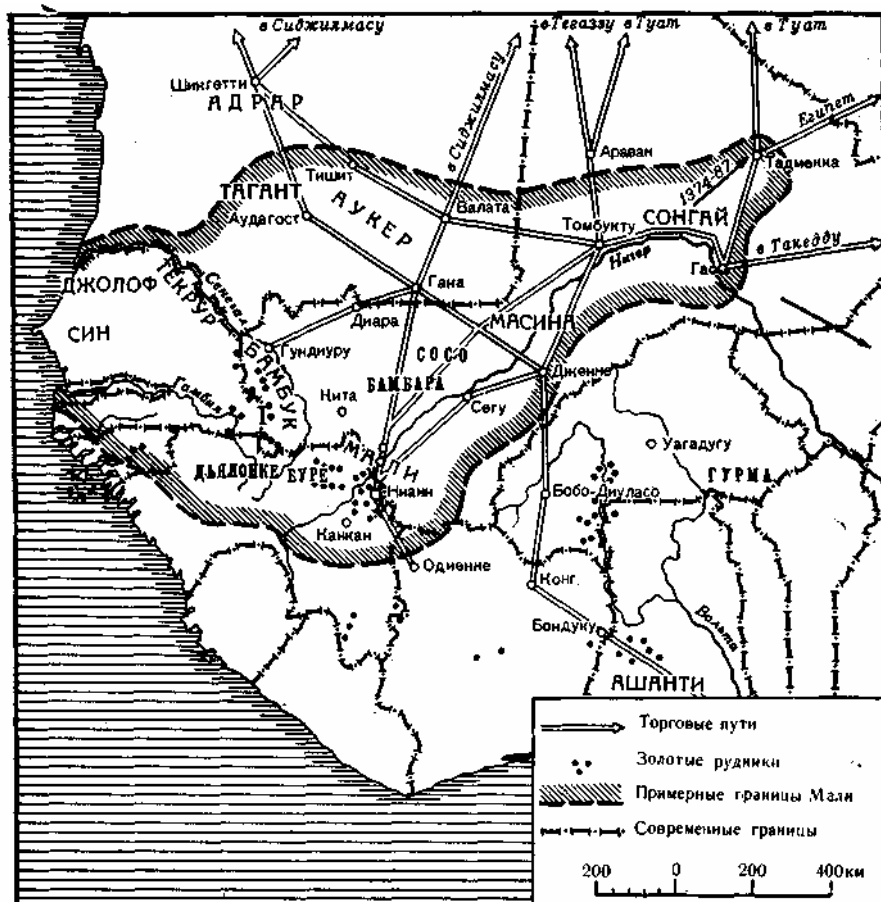 в Сиджилмасу
в Тегаззу
в Туат
в Туат
Шингетти
АДРАР
в Сиджилмасу
Араван
Египет
1374-87
Тадмекка
Тишит
ТАГАНТ
АУКЕР
Валата
Аудагост
Томбукту
СОНГАЙ
Нигер
Гао
в Такедду
ДЖОЛОФ
ТЕКРУР
Сенегал
Гана
СИН
Диара
МАСИНА
Гундиуру
СОСО
БАМБУК
БАМБАРА
Дженне
Гамбия
Кита
Сегу
Уагадугу
МАЛИ
ДЬЯЛОНКЕ
БУРЕ
ГУРМА
Ниани
Бобо-Диуласо
Канкан
Одиенне
Конг
Бондуку
Вольта
АШАНТИ
Торговые пути
Золотые рудники
Примерные границы Мали
Современные границы
200 0 200 400км